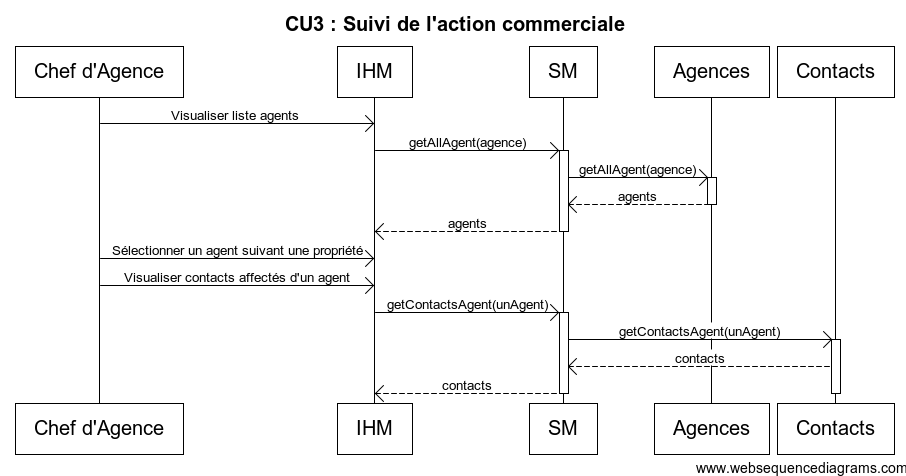 CU3 : Suivi de l'action commerciale
Chef d'Agence IHM SM Agences Contacts
Visualiser liste agents
getAllAgent(agence)
getAllAgent(agence)
agents
agents
Sélectionner un agent suivant une propriété
Visualiser contacts affectés d'un agent
getContactsAgent(unAgent)
getContactsAgent(unAgent)
contacts
contacts
Chef d'Agence IHM SM Agences Contacts
www.websequencediagrams.com